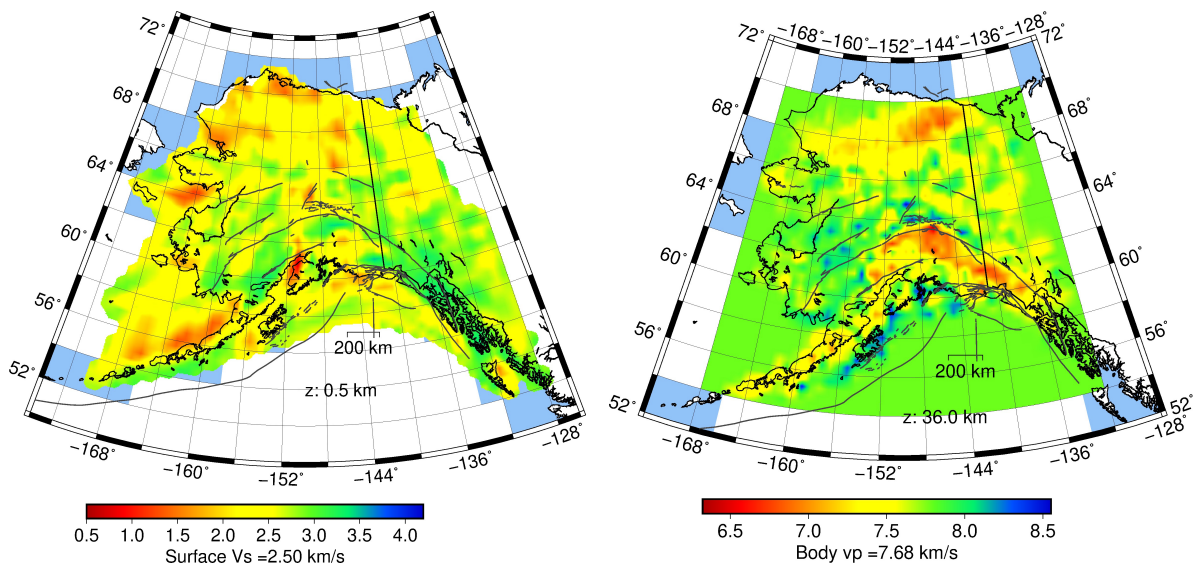 −168˚ −160˚ −152˚ −144˚ −136˚ −128˚
72˚ 72˚ 72˚
68˚ 68˚ 68˚
64˚ 64˚ 64˚
60˚ 60˚ 60˚
56˚ 56˚ 56˚
52˚ 52˚ 52˚
200 km
z: 0.5 km
200 km
z: 36.0 km
−168˚ −160˚ −152˚ −144˚ −136˚ −128˚
−168˚ −160˚ −152˚ −144˚ −136˚ −128˚
0.5 1.0 1.5 2.0 2.5 3.0 3.5 4.0
Surface Vs =2.50 km/s
6.5 7.0 7.5 8.0 8.5
Body vp =7.68 km/s